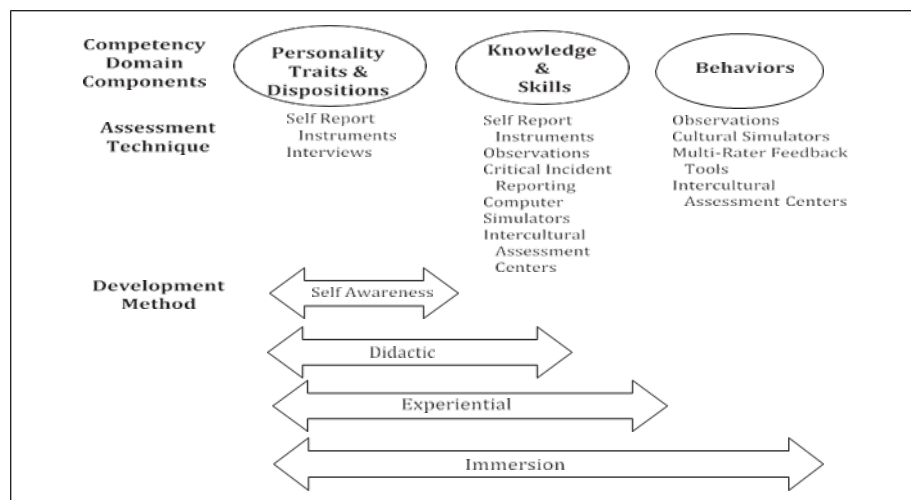 Competency
Domain
Components
Personality
Traits &
Dispositions
Knowledge
&
Skills
Behaviors
Assessment
Technique
Self Report
Instruments
Interviews
Self Report
Instruments
Observations
Critical Incident
Reporting
Computer
Simulators
Intercultural
Assessment
Centers
Observations
Cultural Simulators
Multi-Rater Feedback
Tools
Intercultural
Assessment Centers
Development
Method
Self Awareness
Didactic
Experiential
Immersion